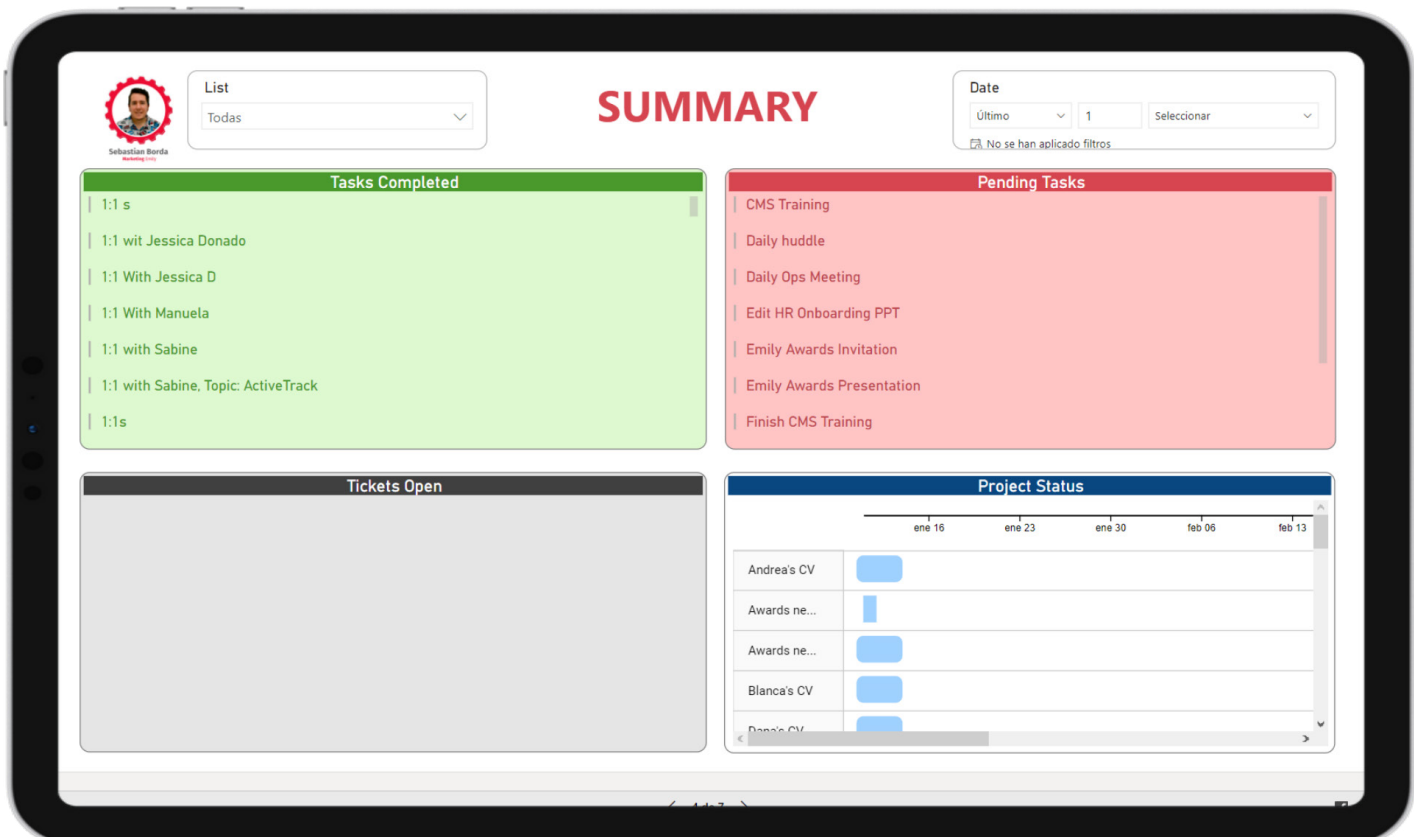 List
Todas
Sebastian Borda
Marketing Unity
SUMMARY
Date
Último 1 Seleccionar
No se han aplicado filtros
Tasks Completed
1:1 s
1:1 wit Jessica Donado
1:1 With Jessica D
1:1 With Manuela
1:1 with Sabine
1:1 with Sabine, Topic: ActiveTrack
1:1s
Pending Tasks
CMS Training
Daily huddle
Daily Ops Meeting
Edit HR Onboarding PPT
Emily Awards Invitation
Emily Awards Presentation
Finish CMS Training
Tickets Open
Project Status
ene 16 ene 23 ene 30 feb 06 feb 13
Andrea's CV
Awards ne...
Awards ne...
Blanca's CV
Dana's CV